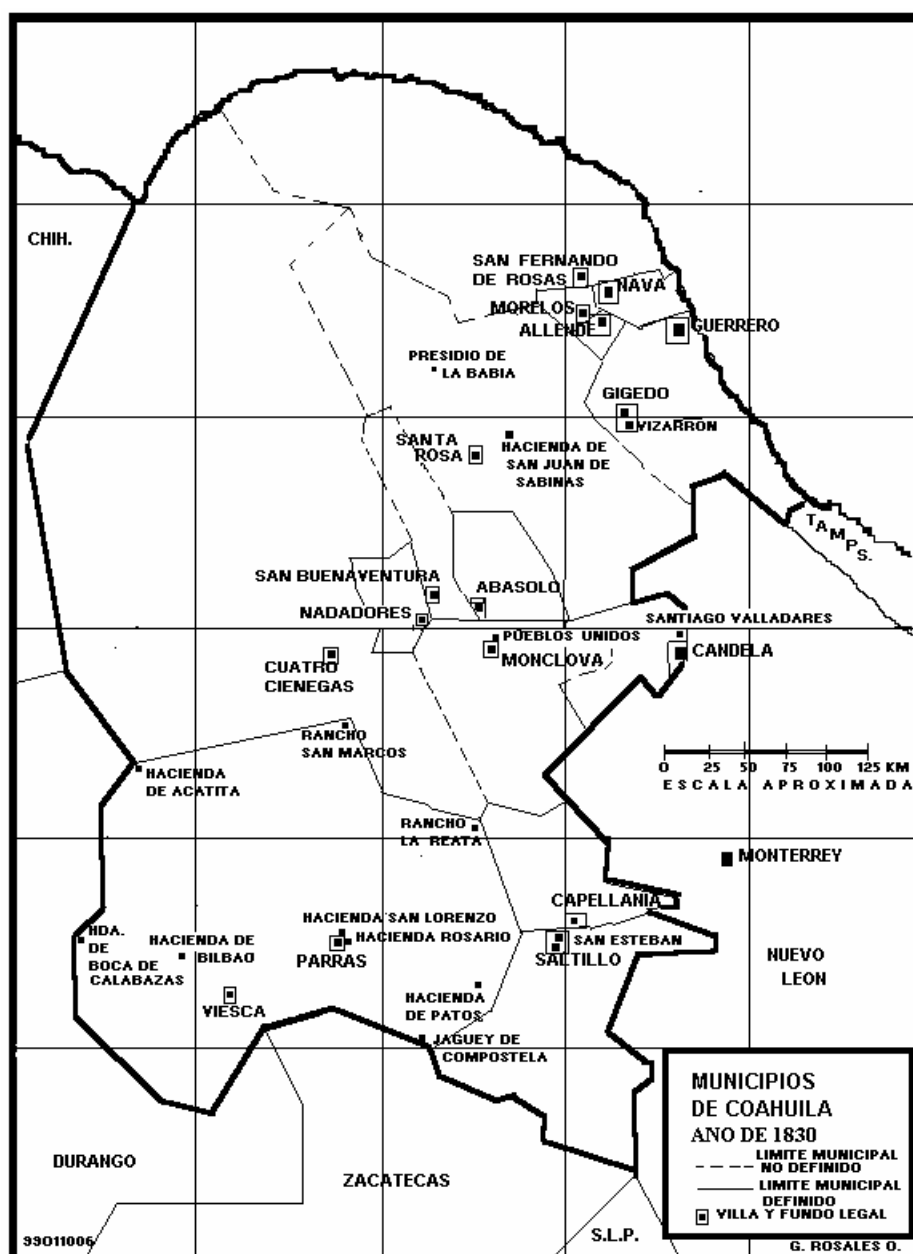 CHIH.
SAN FERNANDO
DE ROSAS
NAVA
MORELOS
ALLENDE
GUERRERO
PRESIDIO DE
LA BABIA
GIGEDO
VIZARRON
SANTA
ROSA
HACIENDA DE
SAN JUAN DE
SABINAS
TAMPS.
SAN BUENAVENTURA
ABASOLO
NADADORES
SANTIAGO VALLADARES
PUEBLOS UNIDOS
MONCLOVA
CANDELA
CUATRO
CIENEGAS
RANCHO
SAN MARCOS
HACIENDA
DE ACATITA
0 25 50 100 125 KM
ESCALA APROXIMADA
RANCHO
LA REATA
MONTERREY
CAPELLANIA
HACIENDA SAN LORENZO
HACIENDA ROSARIO
SAN ESTEBAN
SALTILLO
HDA.
DE
BOCA DE
CALABAZAS
HACIENDA DE
BILBAO
PARRAS
NUEVO
LEON
VIESCA
HACIENDA
DE PATOS
JAGUEY DE
COMPOSTELA
MUNICIPIOS
DE COAHUILA
ANO DE 1830
LIMITE MUNICIPAL
NO DEFINIDO
LIMITE MUNICIPAL
DEFINIDO
VILLA Y FUNDO LEGAL
DURANGO
ZACATECAS
S.L.P.
99011006
G. ROSALES O.